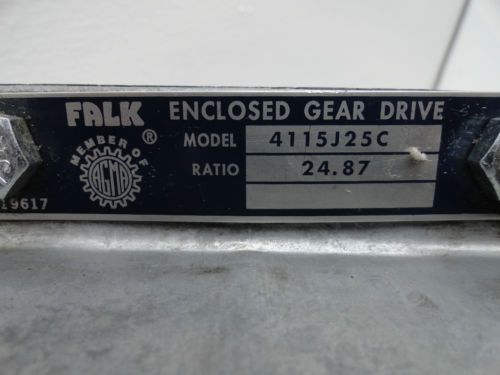 FALK ENCLOSED GEAR DRIVE
MEMBER OF
AGMA
®
MODEL 4115J25C
RATIO 24.87
19617